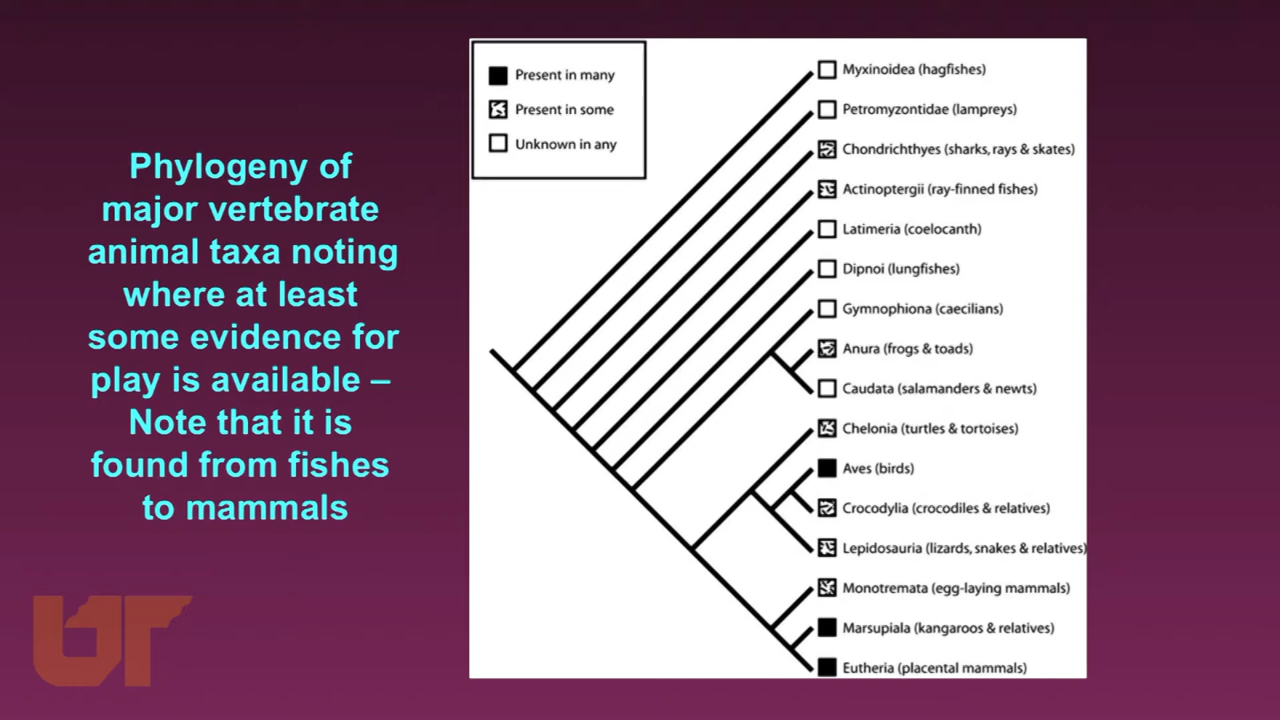 Phylogeny of
major vertebrate
animal taxa noting
where at least
some evidence for
play is available –
Note that it is
found from fishes
to mammals
Present in many
Present in some
Unknown in any
Myxinoidea (hagfishes)
Petromyzontidae (lampreys)
Chondrichthyes (sharks, rays & skates)
Actinoptergii (ray-finned fishes)
Latimeria (coelocanth)
Dipnoi (lungfishes)
Gymnophiona (caecilians)
Anura (frogs & toads)
Caudata (salamanders & newts)
Chelonia (turtles & tortoises)
Aves (birds)
Crocodylia (crocodiles & relatives)
Lepidosauria (lizards, snakes & relatives)
Monotremata (egg-laying mammals)
Marsupiala (kangaroos & relatives)
Eutheria (placental mammals)
UT